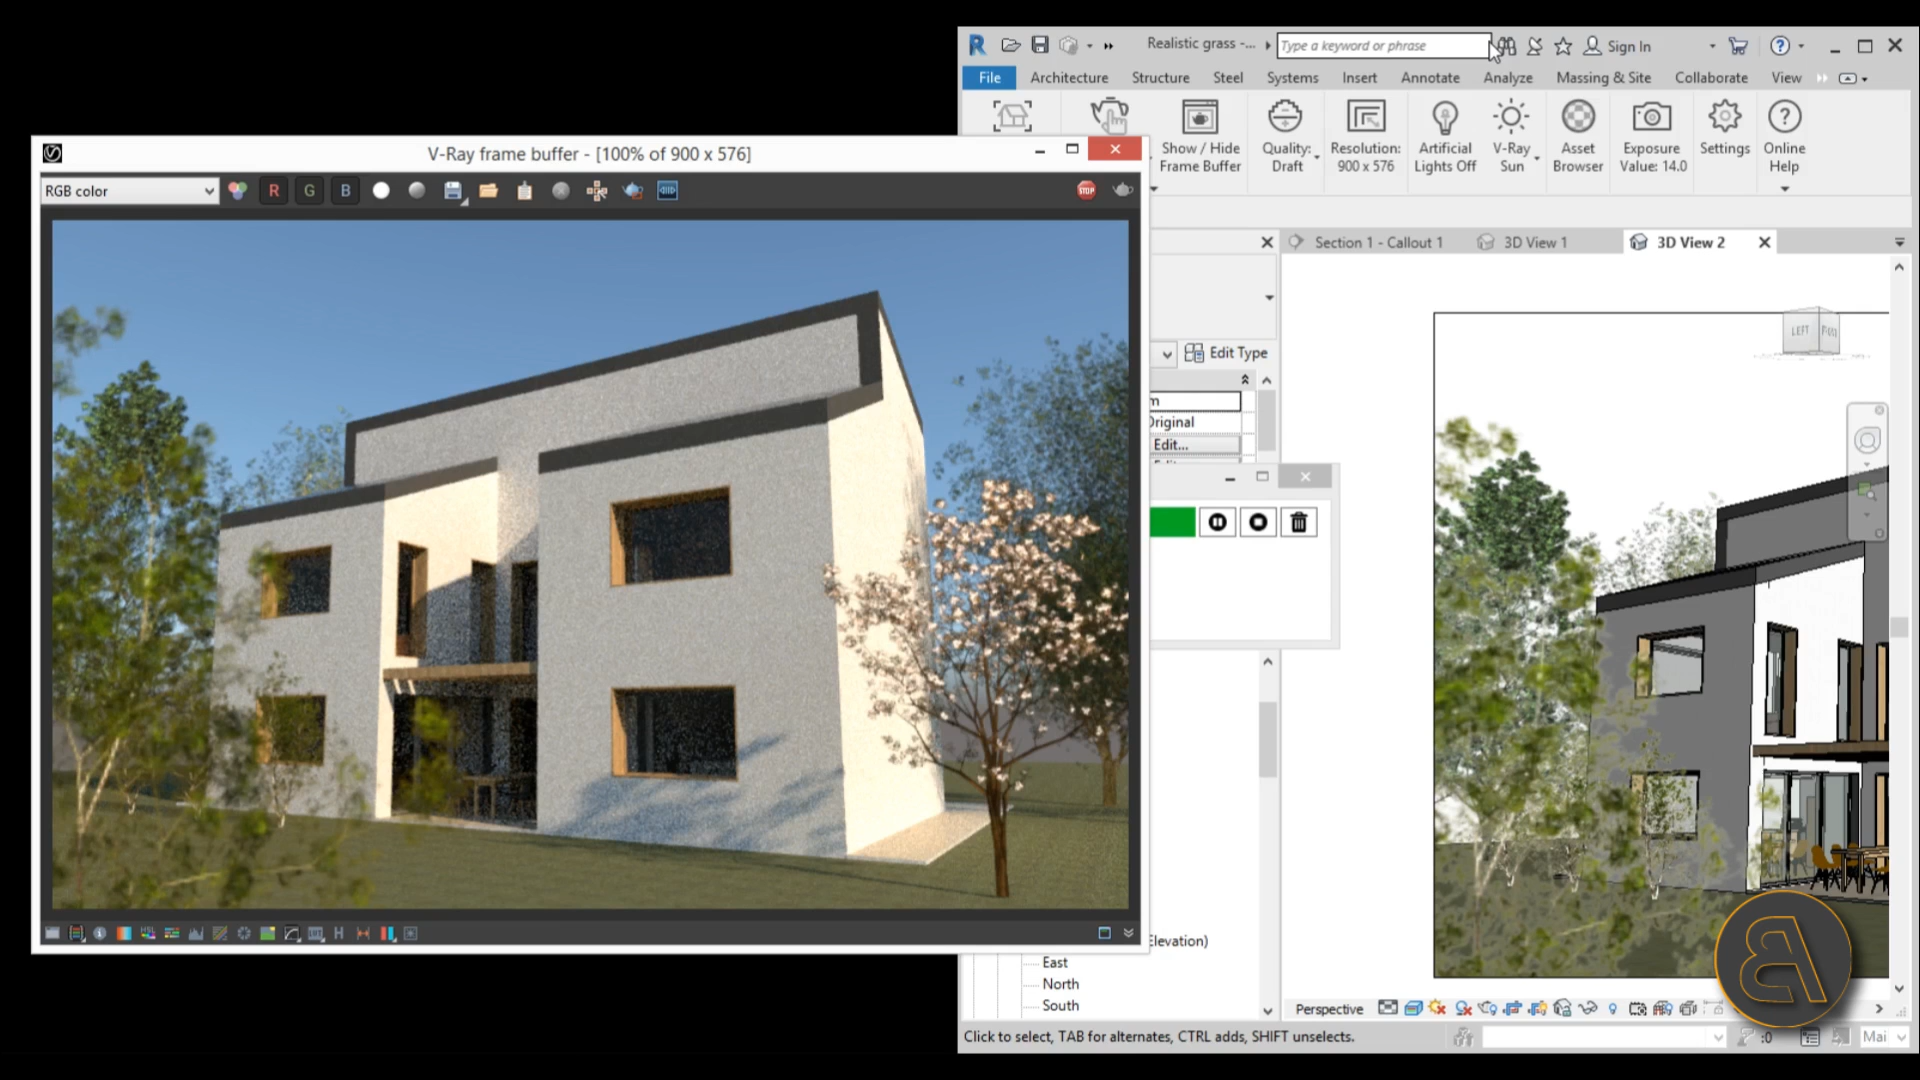 Realistic grass -...
Type a keyword or phrase
Sign In
File
Architecture
Structure
Steel
Systems
Insert
Annotate
Analyze
Massing & Site
Collaborate
View
Show / Hide
Frame Buffer
Quality:
Draft
Resolution:
900 x 576
Artificial
Lights Off
V-Ray
Sun
Asset
Browser
Exposure
Value: 14.0
Settings
Online
Help
V-Ray frame buffer - [100% of 900 x 576]
RGB color
R
G
B
STOP
Section 1 - Callout 1
3D View 1
3D View 2
LEFT
Edit Type
m
Original
Edit...
HSL
H
Elevation)
East
North
South
Perspective
Click to select, TAB for alternates, CTRL adds, SHIFT unselects.
:0
Mai